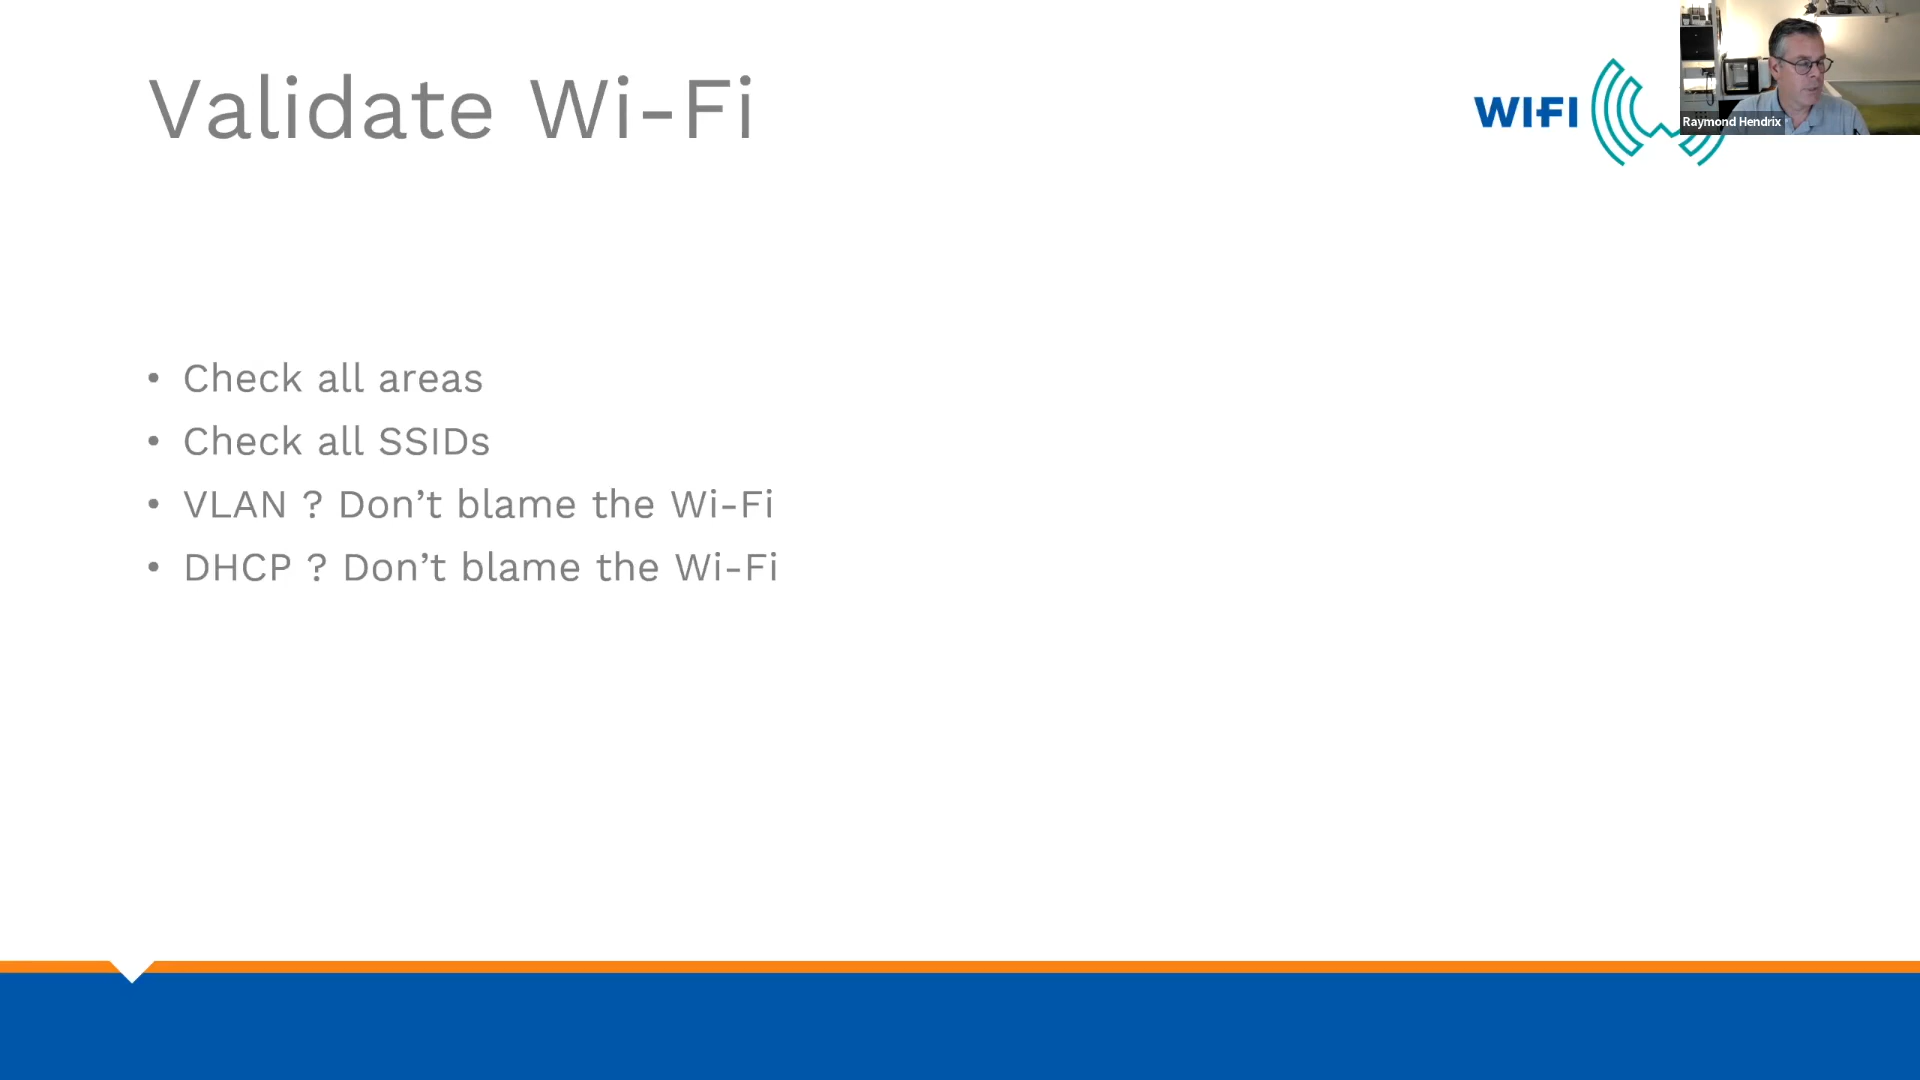 Validate Wi-Fi
WIFI
Raymond Hendrix
• Check all areas
• Check all SSIDs
• VLAN ? Don’t blame the Wi-Fi
• DHCP ? Don’t blame the Wi-Fi